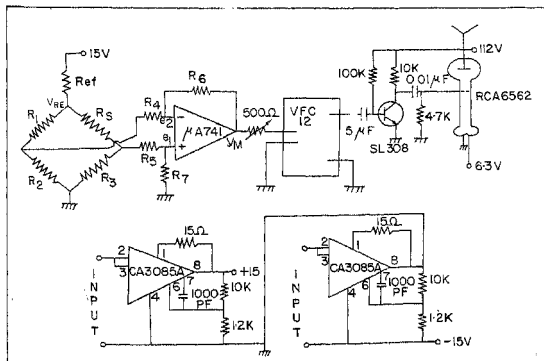 15V
Ref
V_RE
R1
RS
R2
R3
R4
R5
R6
R7
e2
e1
−
+
μA741
VM
500Ω
VFC
12
5μF
100K
10K
0.01μF
SL308
4.7K
112V
RCA6562
6.3V
INPUT
2
3
CA3085A
1
15Ω
8
+15
6
7
4
1000
PF
10K
1.2K
INPUT
2
3
CA3085A
1
15Ω
8
6
7
4
1000
PF
10K
1.2K
−15V